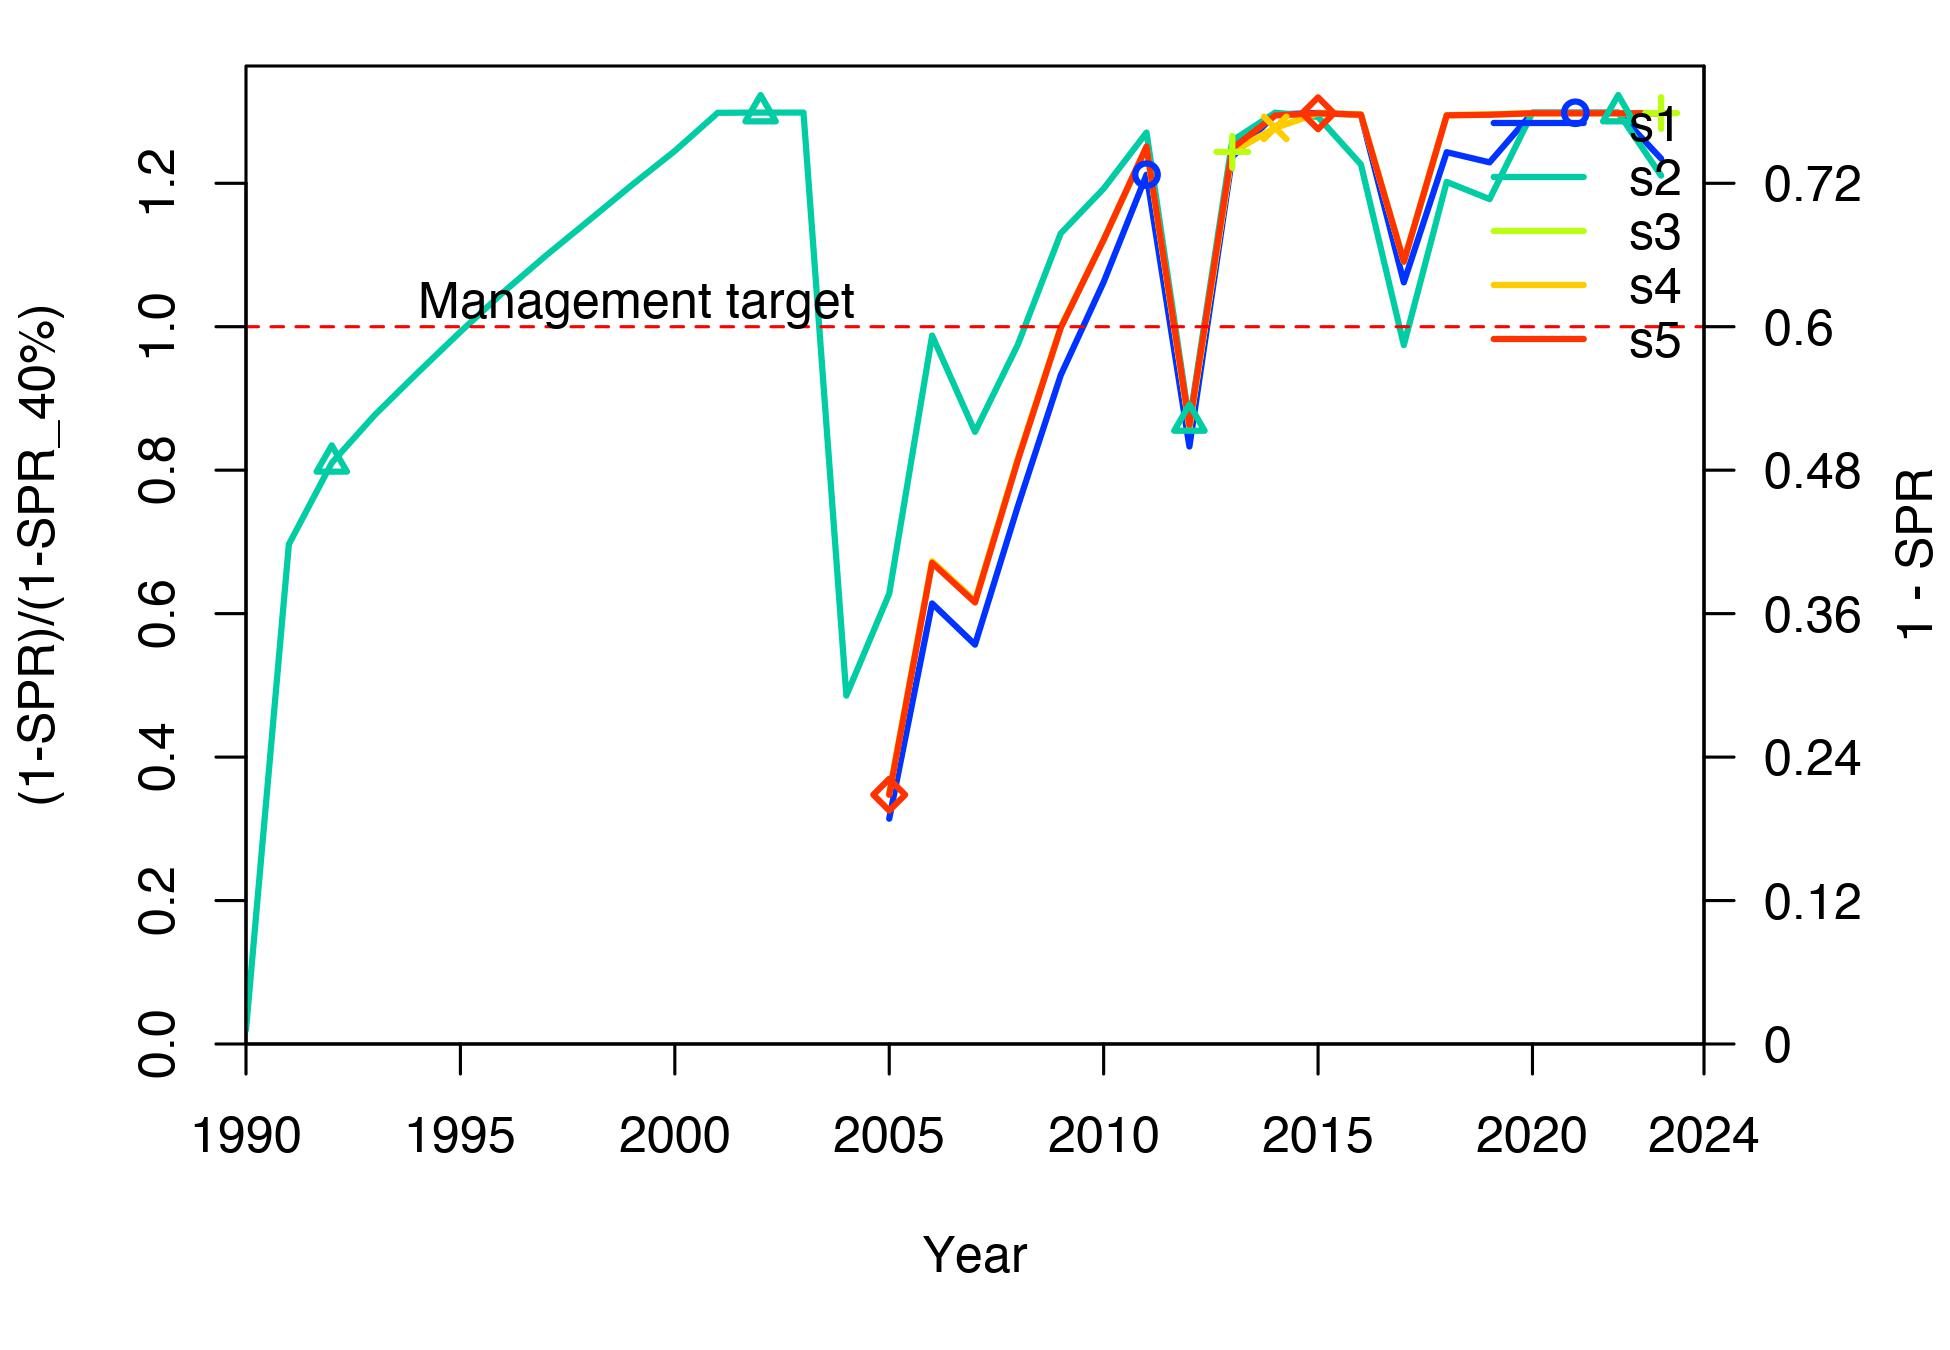 (1-SPR)/(1-SPR_40%)
1.2
1.0
0.8
0.6
0.4
0.2
0.0
Management target
s1
s2
s3
s4
s5
0.72
0.6
0.48
0.36
0.24
0.12
0
1 - SPR
1990 1995 2000 2005 2010 2015 2020 2024
Year